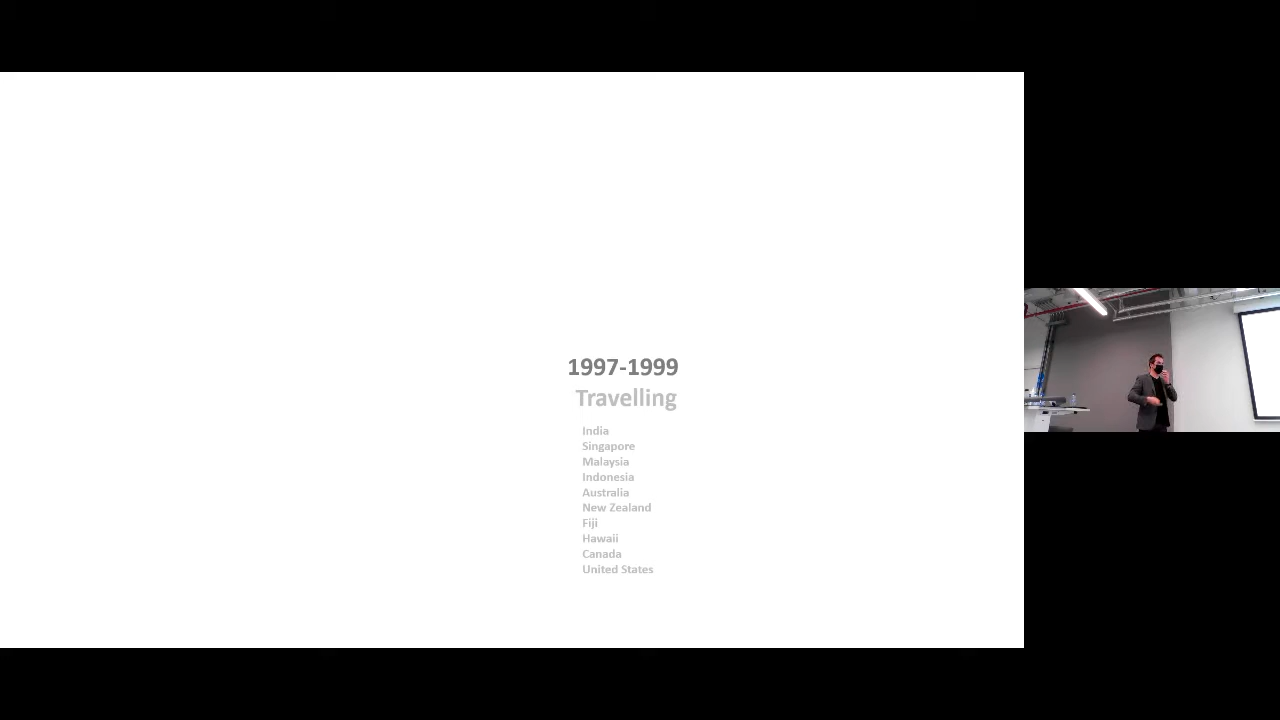 1997-1999
Travelling
India
Singapore
Malaysia
Indonesia
Australia
New Zealand
Fiji
Hawaii
Canada
United States